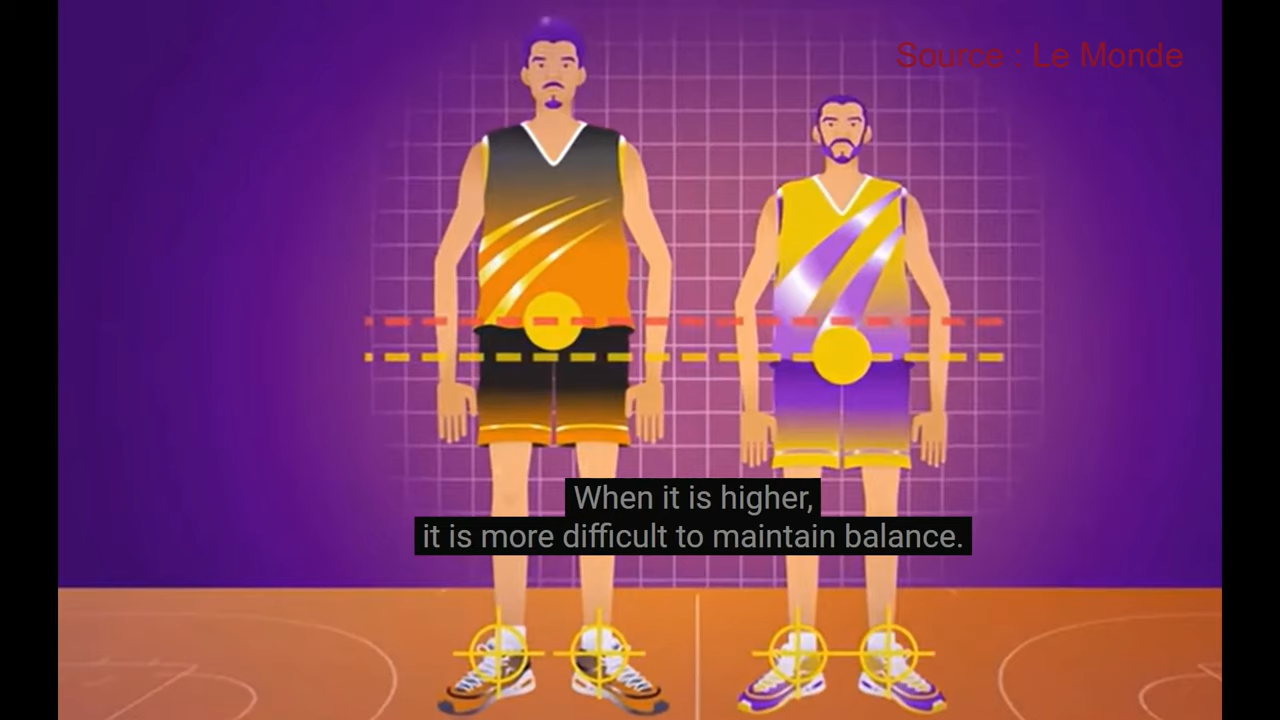 Source : Le Monde
When it is higher,
it is more difficult to maintain balance.